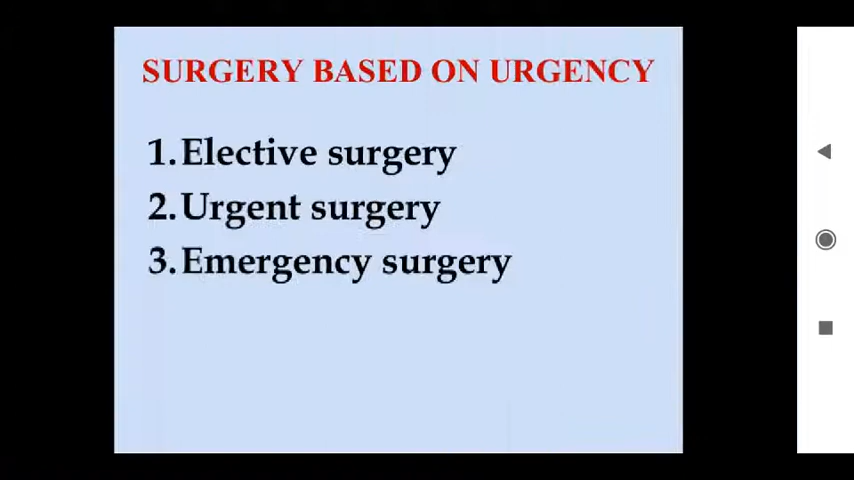 SURGERY BASED ON URGENCY
1. Elective surgery
2. Urgent surgery
3. Emergency surgery